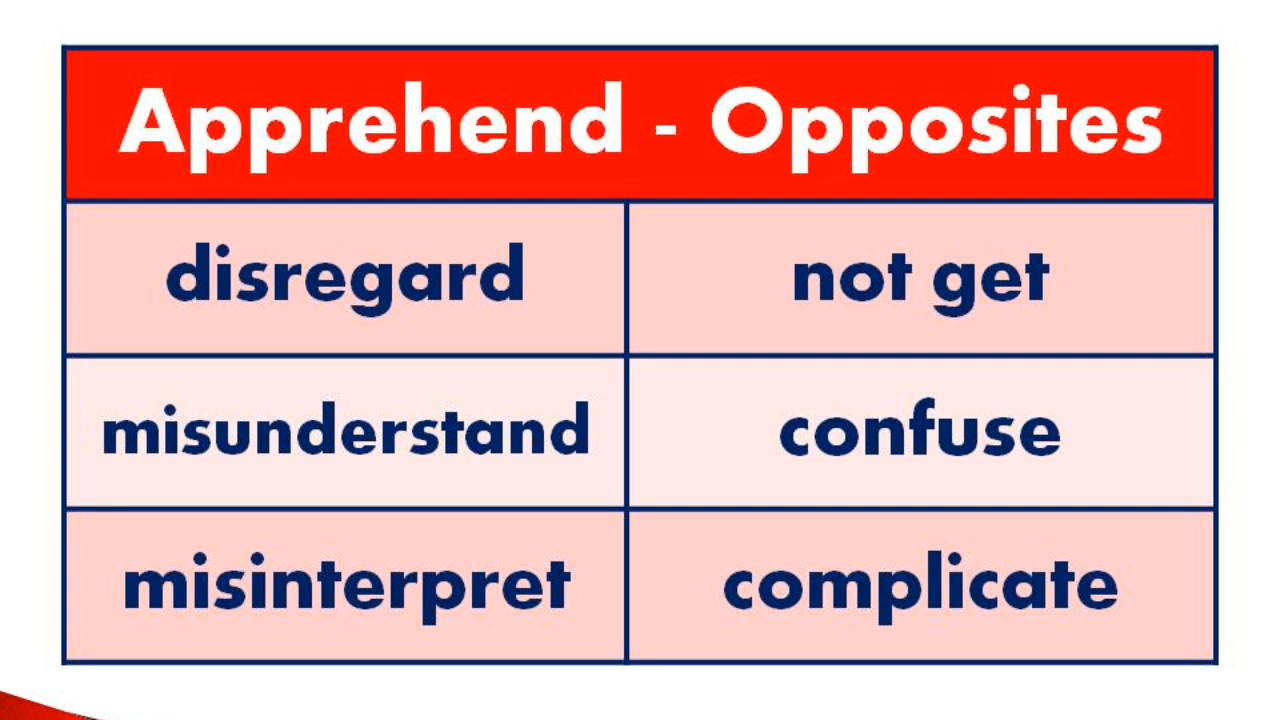 Apprehend - Opposites
disregard not get
misunderstand confuse
misinterpret complicate